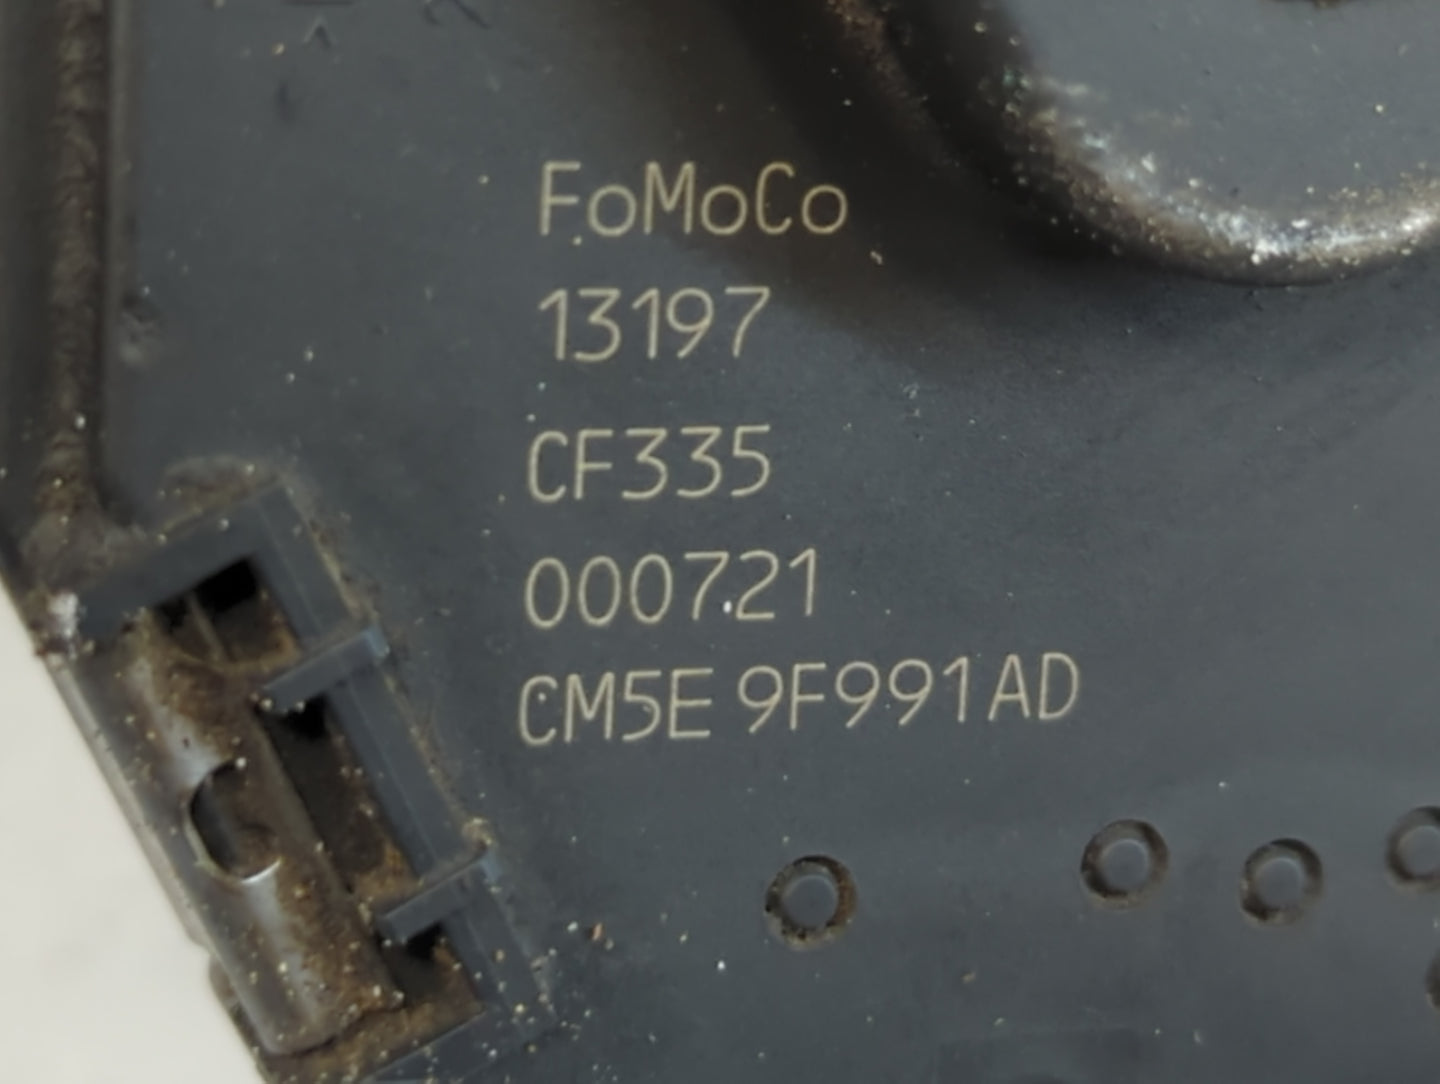 FoMoCo
13197
CF335
000721
CM5E 9F991AD